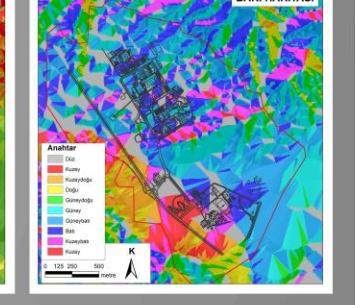 Anahtar
Düz
Kuzey
Kuzeydoğu
Doğu
Güneydoğu
Güney
Güneybatı
Batı
Kuzeybatı
Kuzey
K
0 125 250 500
metre